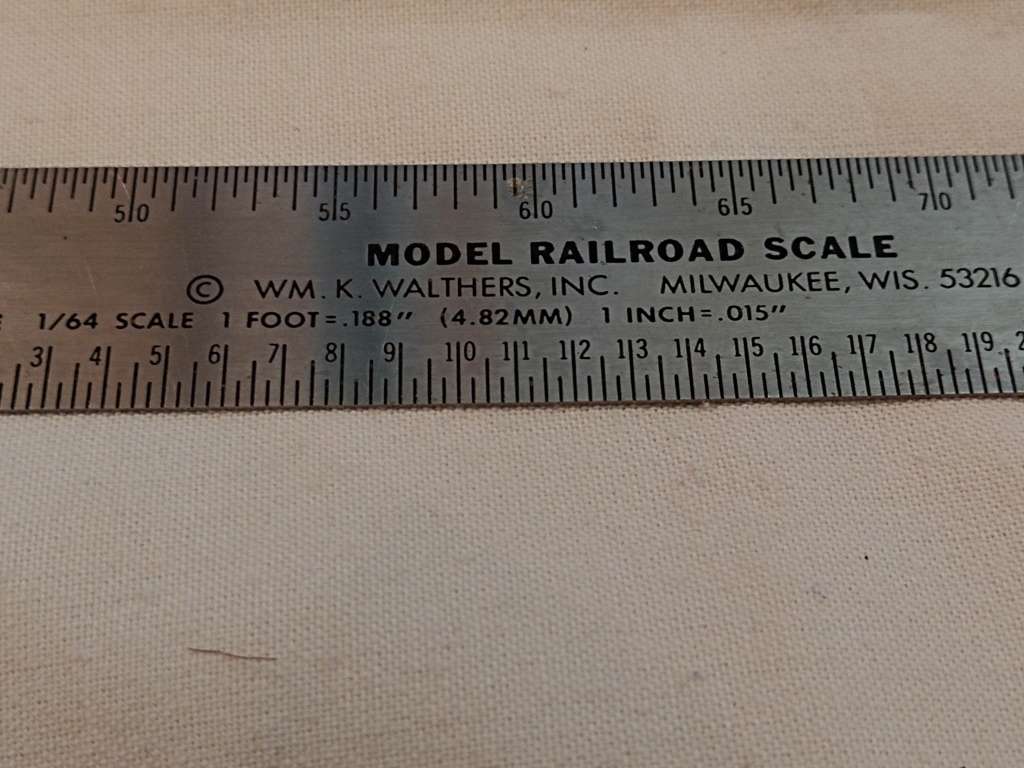 50 55 60 65 70
MODEL RAILROAD SCALE
© WM. K. WALTHERS, INC. MILWAUKEE, WIS. 53216
1/64 SCALE 1 FOOT=.188" (4.82MM) 1 INCH=.015"
3 4 5 6 7 8 9 10 11 12 13 14 15 16 17 18 19